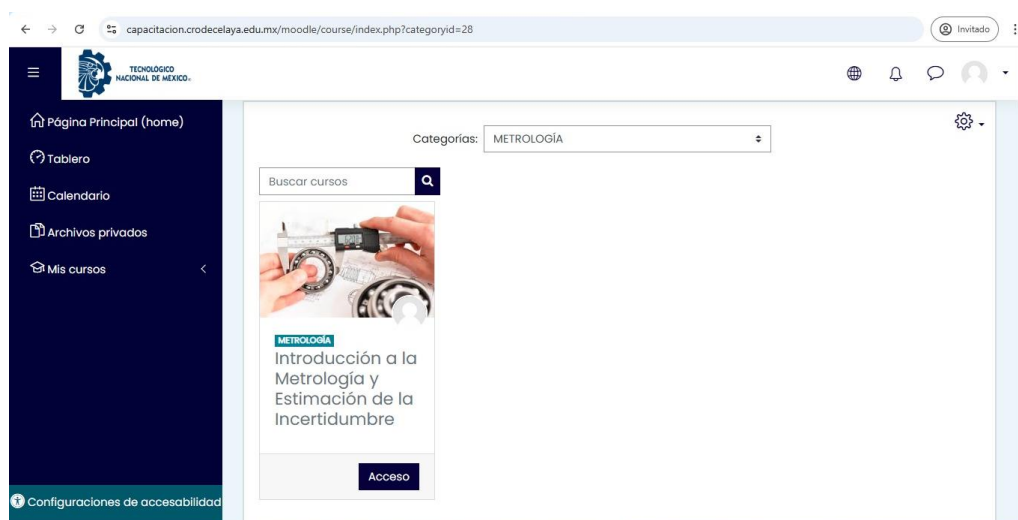 capacitacion.crodecelaya.edu.mx/moodle/course/index.php?categoryid=28
Invitado
TECNOLÓGICO
NACIONAL DE MÉXICO®
Página Principal (home)
Tablero
Calendario
Archivos privados
Mis cursos
Categorías: METROLOGÍA
Buscar cursos
METROLOGÍA
Introducción a la
Metrología y
Estimación de la
Incertidumbre
Acceso
Configuraciones de accesabilidad